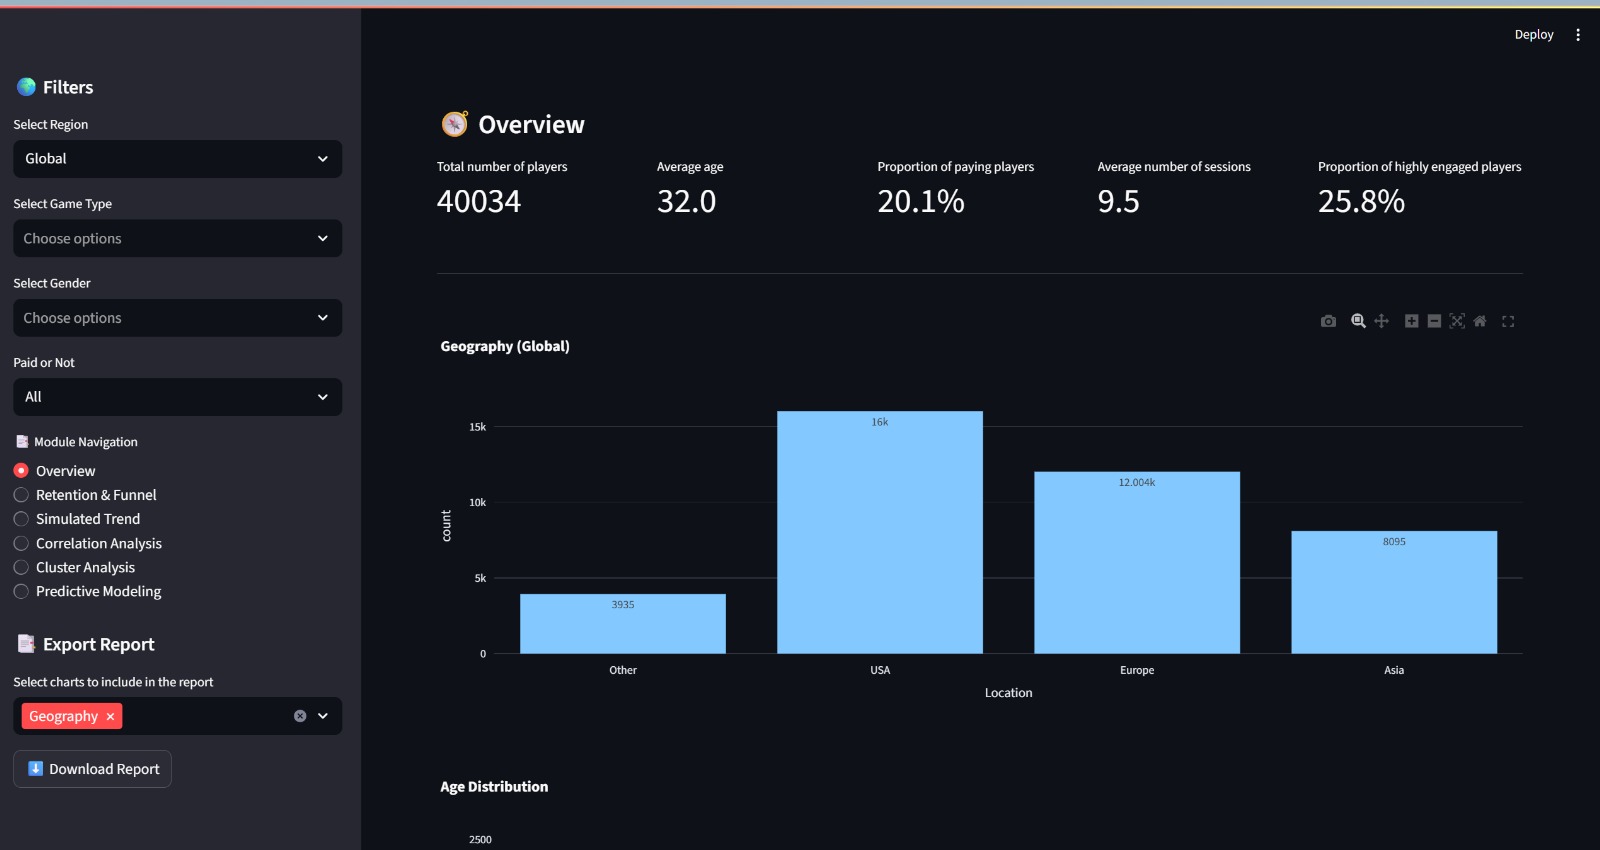 Deploy
Filters
Select Region
Global
Select Game Type
Choose options
Select Gender
Choose options
Paid or Not
All
Module Navigation
Overview
Retention & Funnel
Simulated Trend
Correlation Analysis
Cluster Analysis
Predictive Modeling
Export Report
Select charts to include in the report
Geography ×
Download Report
Overview
Total number of players
40034
Average age
32.0
Proportion of paying players
20.1%
Average number of sessions
9.5
Proportion of highly engaged players
25.8%
Geography (Global)
15k
10k
5k
0
count
3935
16k
12.004k
8095
Other
USA
Europe
Asia
Location
Age Distribution
2500